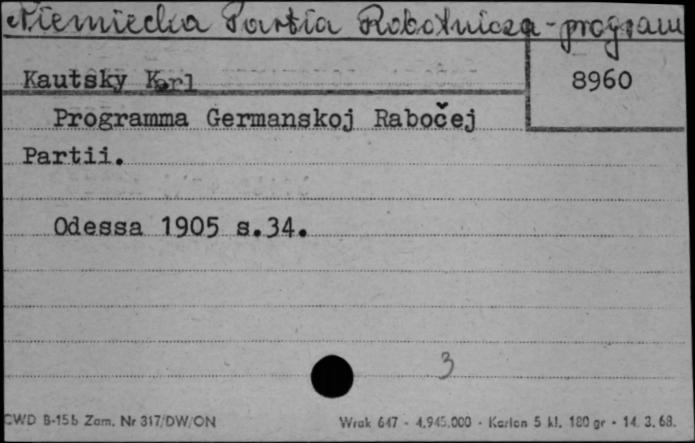 Niemiecka Partia Robotnicza - program
Kautsky Karl
8960
Programma Germanskoj Rabočej
Partii.
Odessa 1905 s.34.
3
CWD B-15b Zam. Nr 317/DW/ON
Wrak 647 - 4.945.000 - Karton 5 kl. 180 gr - 14. 3. 68.